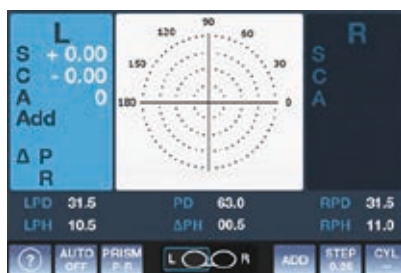 L
S + 0.00
C - 0.00
A 0
Add
Δ P
R
90
120 60
150 30
180 0
R
S
C
A
LPD 31.5 PD 63.0 RPD 31.5
LPH 10.5 ΔPH 00.5 RPH 11.0
? AUTO OFF PRISM P-B L R ADD STEP 0.25 CYL -